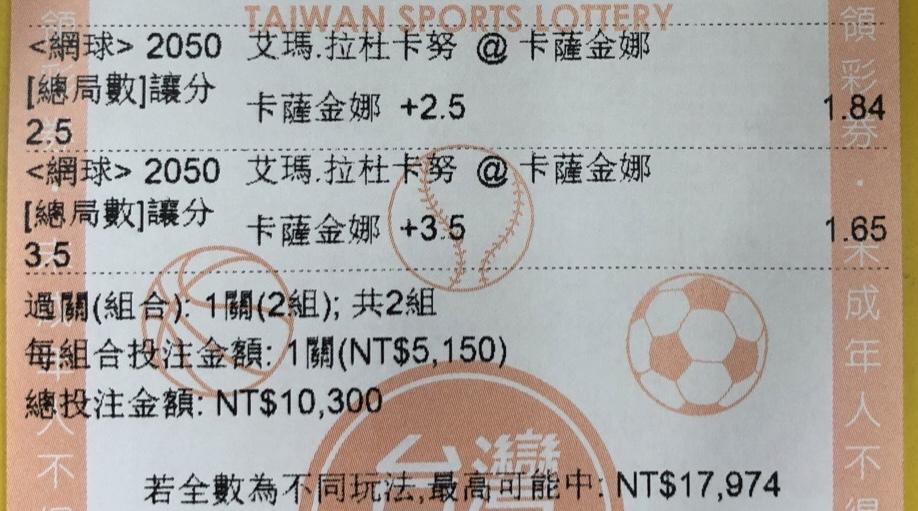 TAIWAN SPORTS LOTTERY
<網球> 2050 艾瑪.拉杜卡努 @ 卡薩金娜
[總局數]讓分
2.5 卡薩金娜 +2.5 1.84
<網球> 2050 艾瑪.拉杜卡努 @ 卡薩金娜
[總局數]讓分
3.5 卡薩金娜 +3.5 1.65
過關(組合): 1關(2組); 共2組
每組合投注金額: 1關(NT$5,150)
總投注金額: NT$10,300
台灣
若全數為不同玩法,最高可能中: NT$17,974
領彩券.未成年人不得